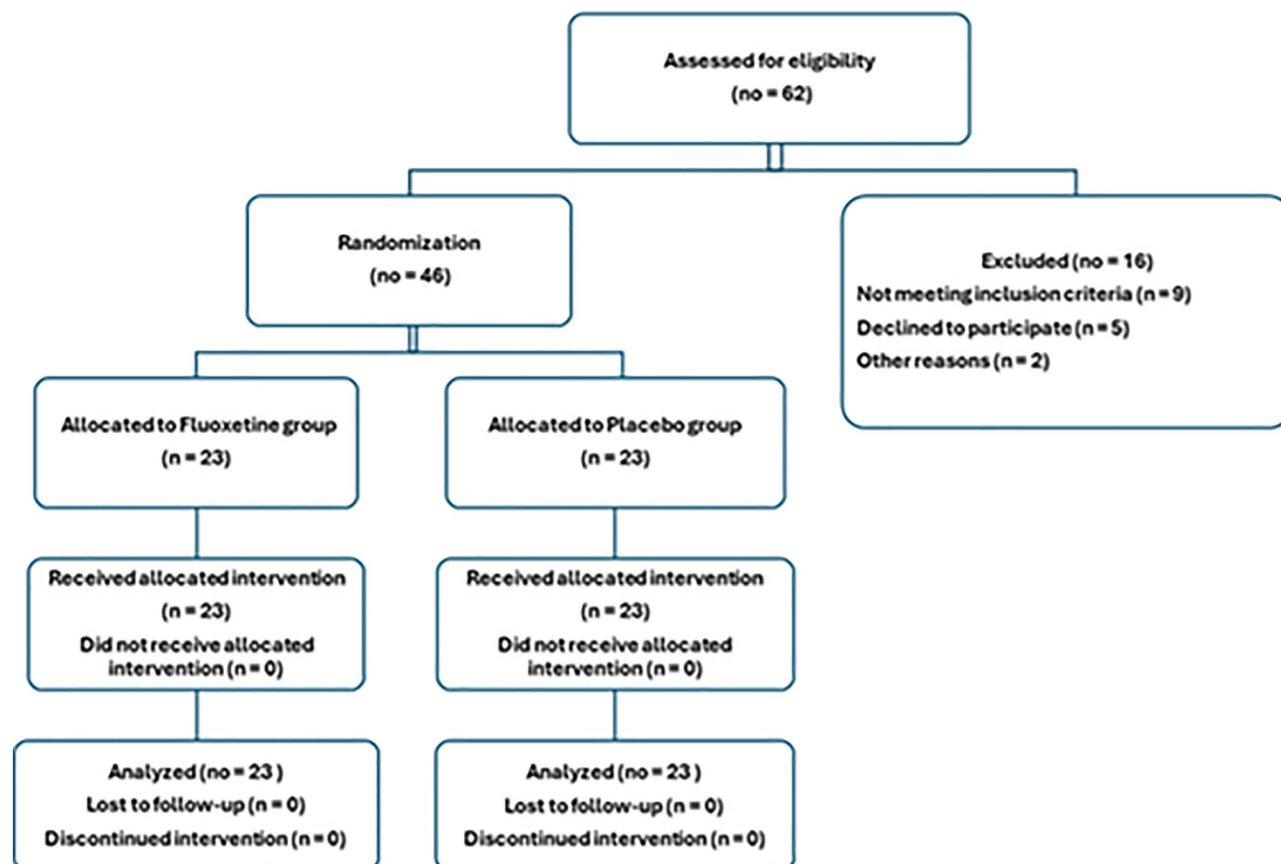 Assessed for eligibility
(no = 62)
Randomization
(no = 46)
Excluded (no = 16)
Not meeting inclusion criteria (n = 9)
Declined to participate (n = 5)
Other reasons (n = 2)
Allocated to Fluoxetine group
(n = 23)
Allocated to Placebo group
(n = 23)
Received allocated intervention
(n = 23)
Did not receive allocated
intervention (n = 0)
Received allocated intervention
(n = 23)
Did not receive allocated
intervention (n = 0)
Analyzed (no = 23 )
Lost to follow-up (n = 0)
Discontinued intervention (n = 0)
Analyzed (no = 23 )
Lost to follow-up (n = 0)
Discontinued intervention (n = 0)